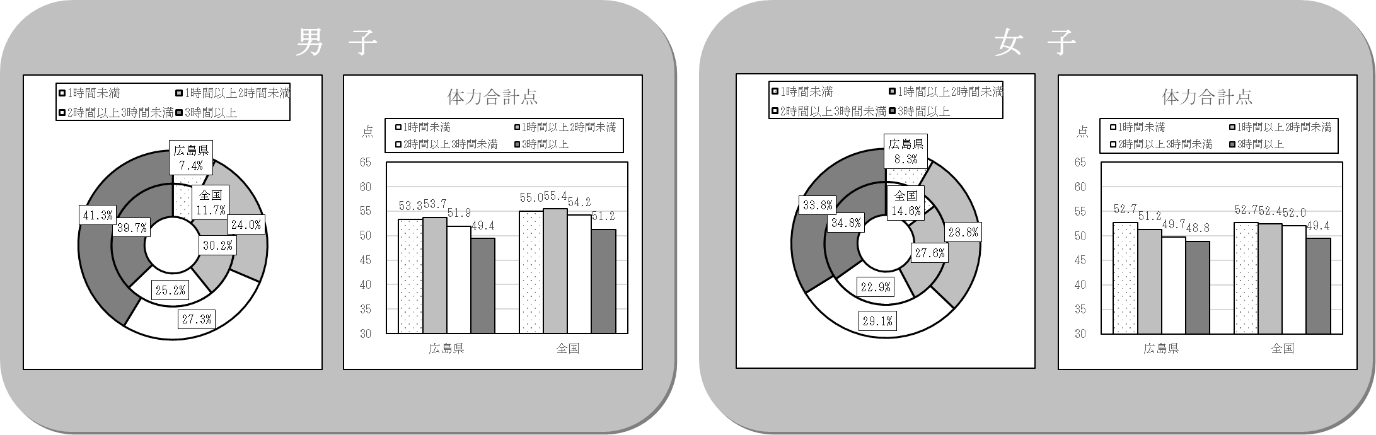 男 子
1時間未満 1時間以上2時間未満
2時間以上3時間未満 3時間以上
広島県
7.4%
全国
11.7%
41.3%
24.0%
39.7%
30.2%
25.2%
27.3%
体力合計点
点
1時間未満 1時間以上2時間未満
2時間以上3時間未満 3時間以上
65
60
55
50
45
40
35
30
53.3 53.7 51.9 49.4 55.0 55.4 54.2 51.2
広島県 全国
女 子
1時間未満 1時間以上2時間未満
2時間以上3時間未満 3時間以上
広島県
8.3%
全国
14.6%
33.8%
34.8%
28.8%
27.6%
22.9%
29.1%
体力合計点
点
1時間未満 1時間以上2時間未満
2時間以上3時間未満 3時間以上
65
60
55
50
45
40
35
30
52.7 51.2 49.7 48.8 52.7 52.4 52.0 49.4
広島県 全国